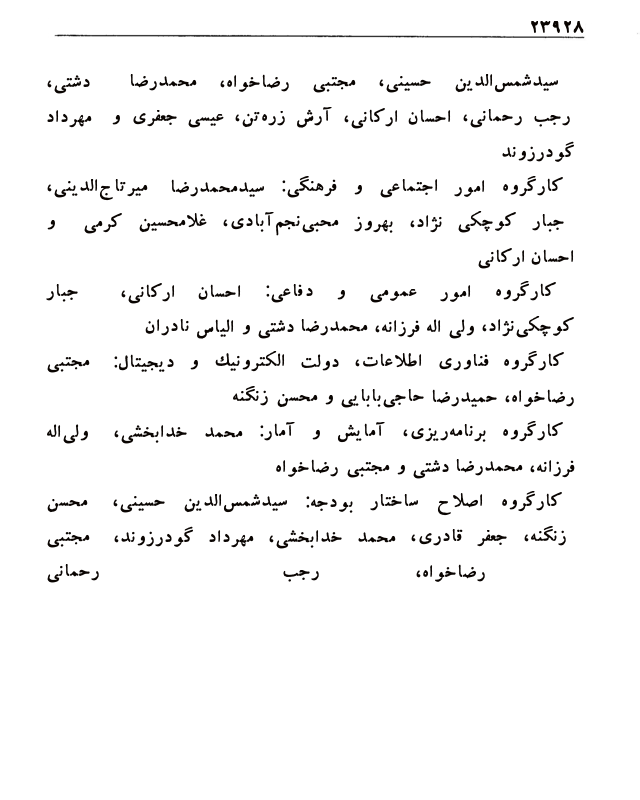 ۲۳۹۲۸
سیدشمس‌الدین حسینی، مجتبی رضاخواه، محمدرضا دشتی،
رجب رحمانی، احسان ارکانی، آرش زره‌تن، عیسی جعفری و مهرداد
گودرزوند
کارگروه امور اجتماعی و فرهنگی: سیدمحمدرضا میرتاج‌الدینی،
جبار کوچکی نژاد، بهروز محبی‌نجم‌آبادی، غلامحسین کرمی و
احسان ارکانی
کارگروه امور عمومی و دفاعی: احسان ارکانی، جبار
کوچکی‌نژاد، ولی اله فرزانه، محمدرضا دشتی و الیاس نادران
کارگروه فناوری اطلاعات، دولت الکترونیك و دیجیتال: مجتبی
رضاخواه، حمیدرضا حاجی‌بابایی و محسن زنگنه
کارگروه برنامه‌ریزی، آمایش و آمار: محمد خدابخشی، ولی‌اله
فرزانه، محمدرضا دشتی و مجتبی رضاخواه
کارگروه اصلاح ساختار بودجه: سیدشمس‌الدین حسینی، محسن
زنگنه، جعفر قادری، محمد خدابخشی، مهرداد گودرزوند، مجتبی
رضاخواه، رجب رحمانی